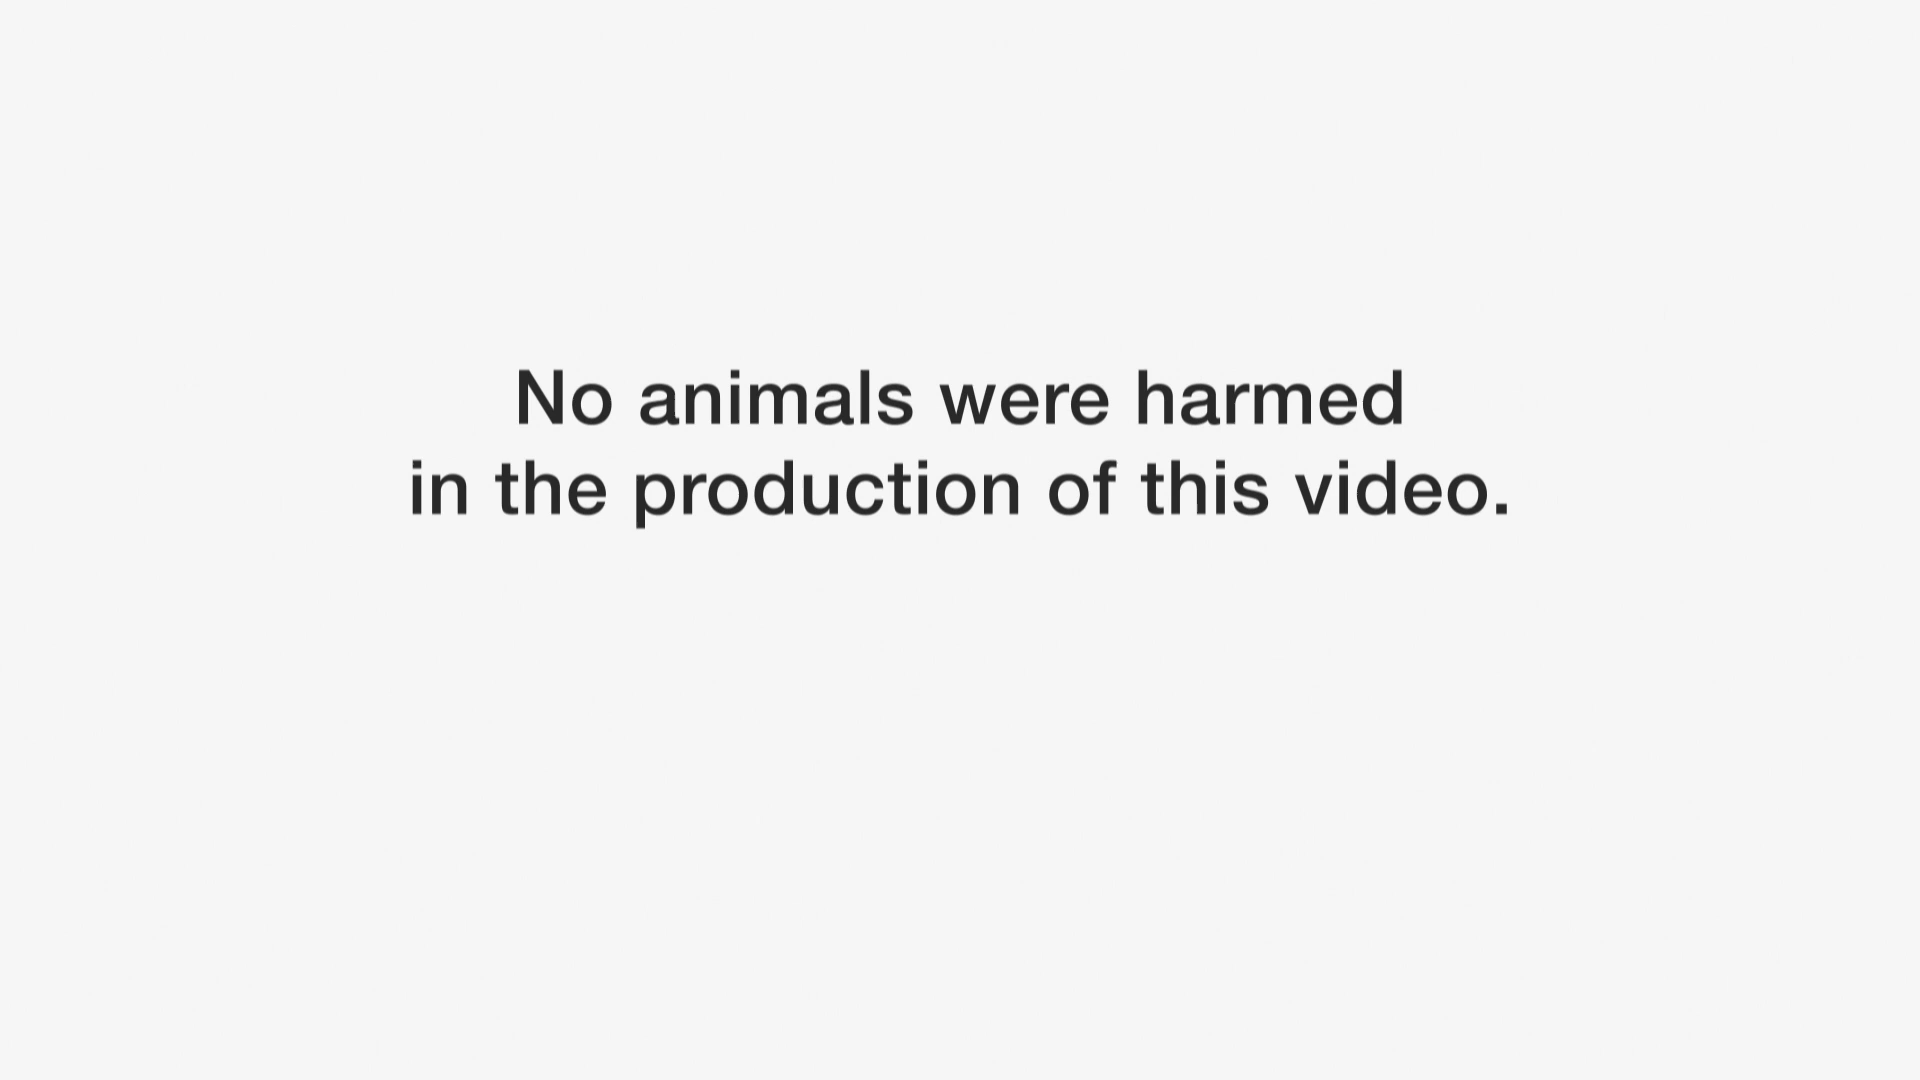 No animals were harmed
in the production of this video.